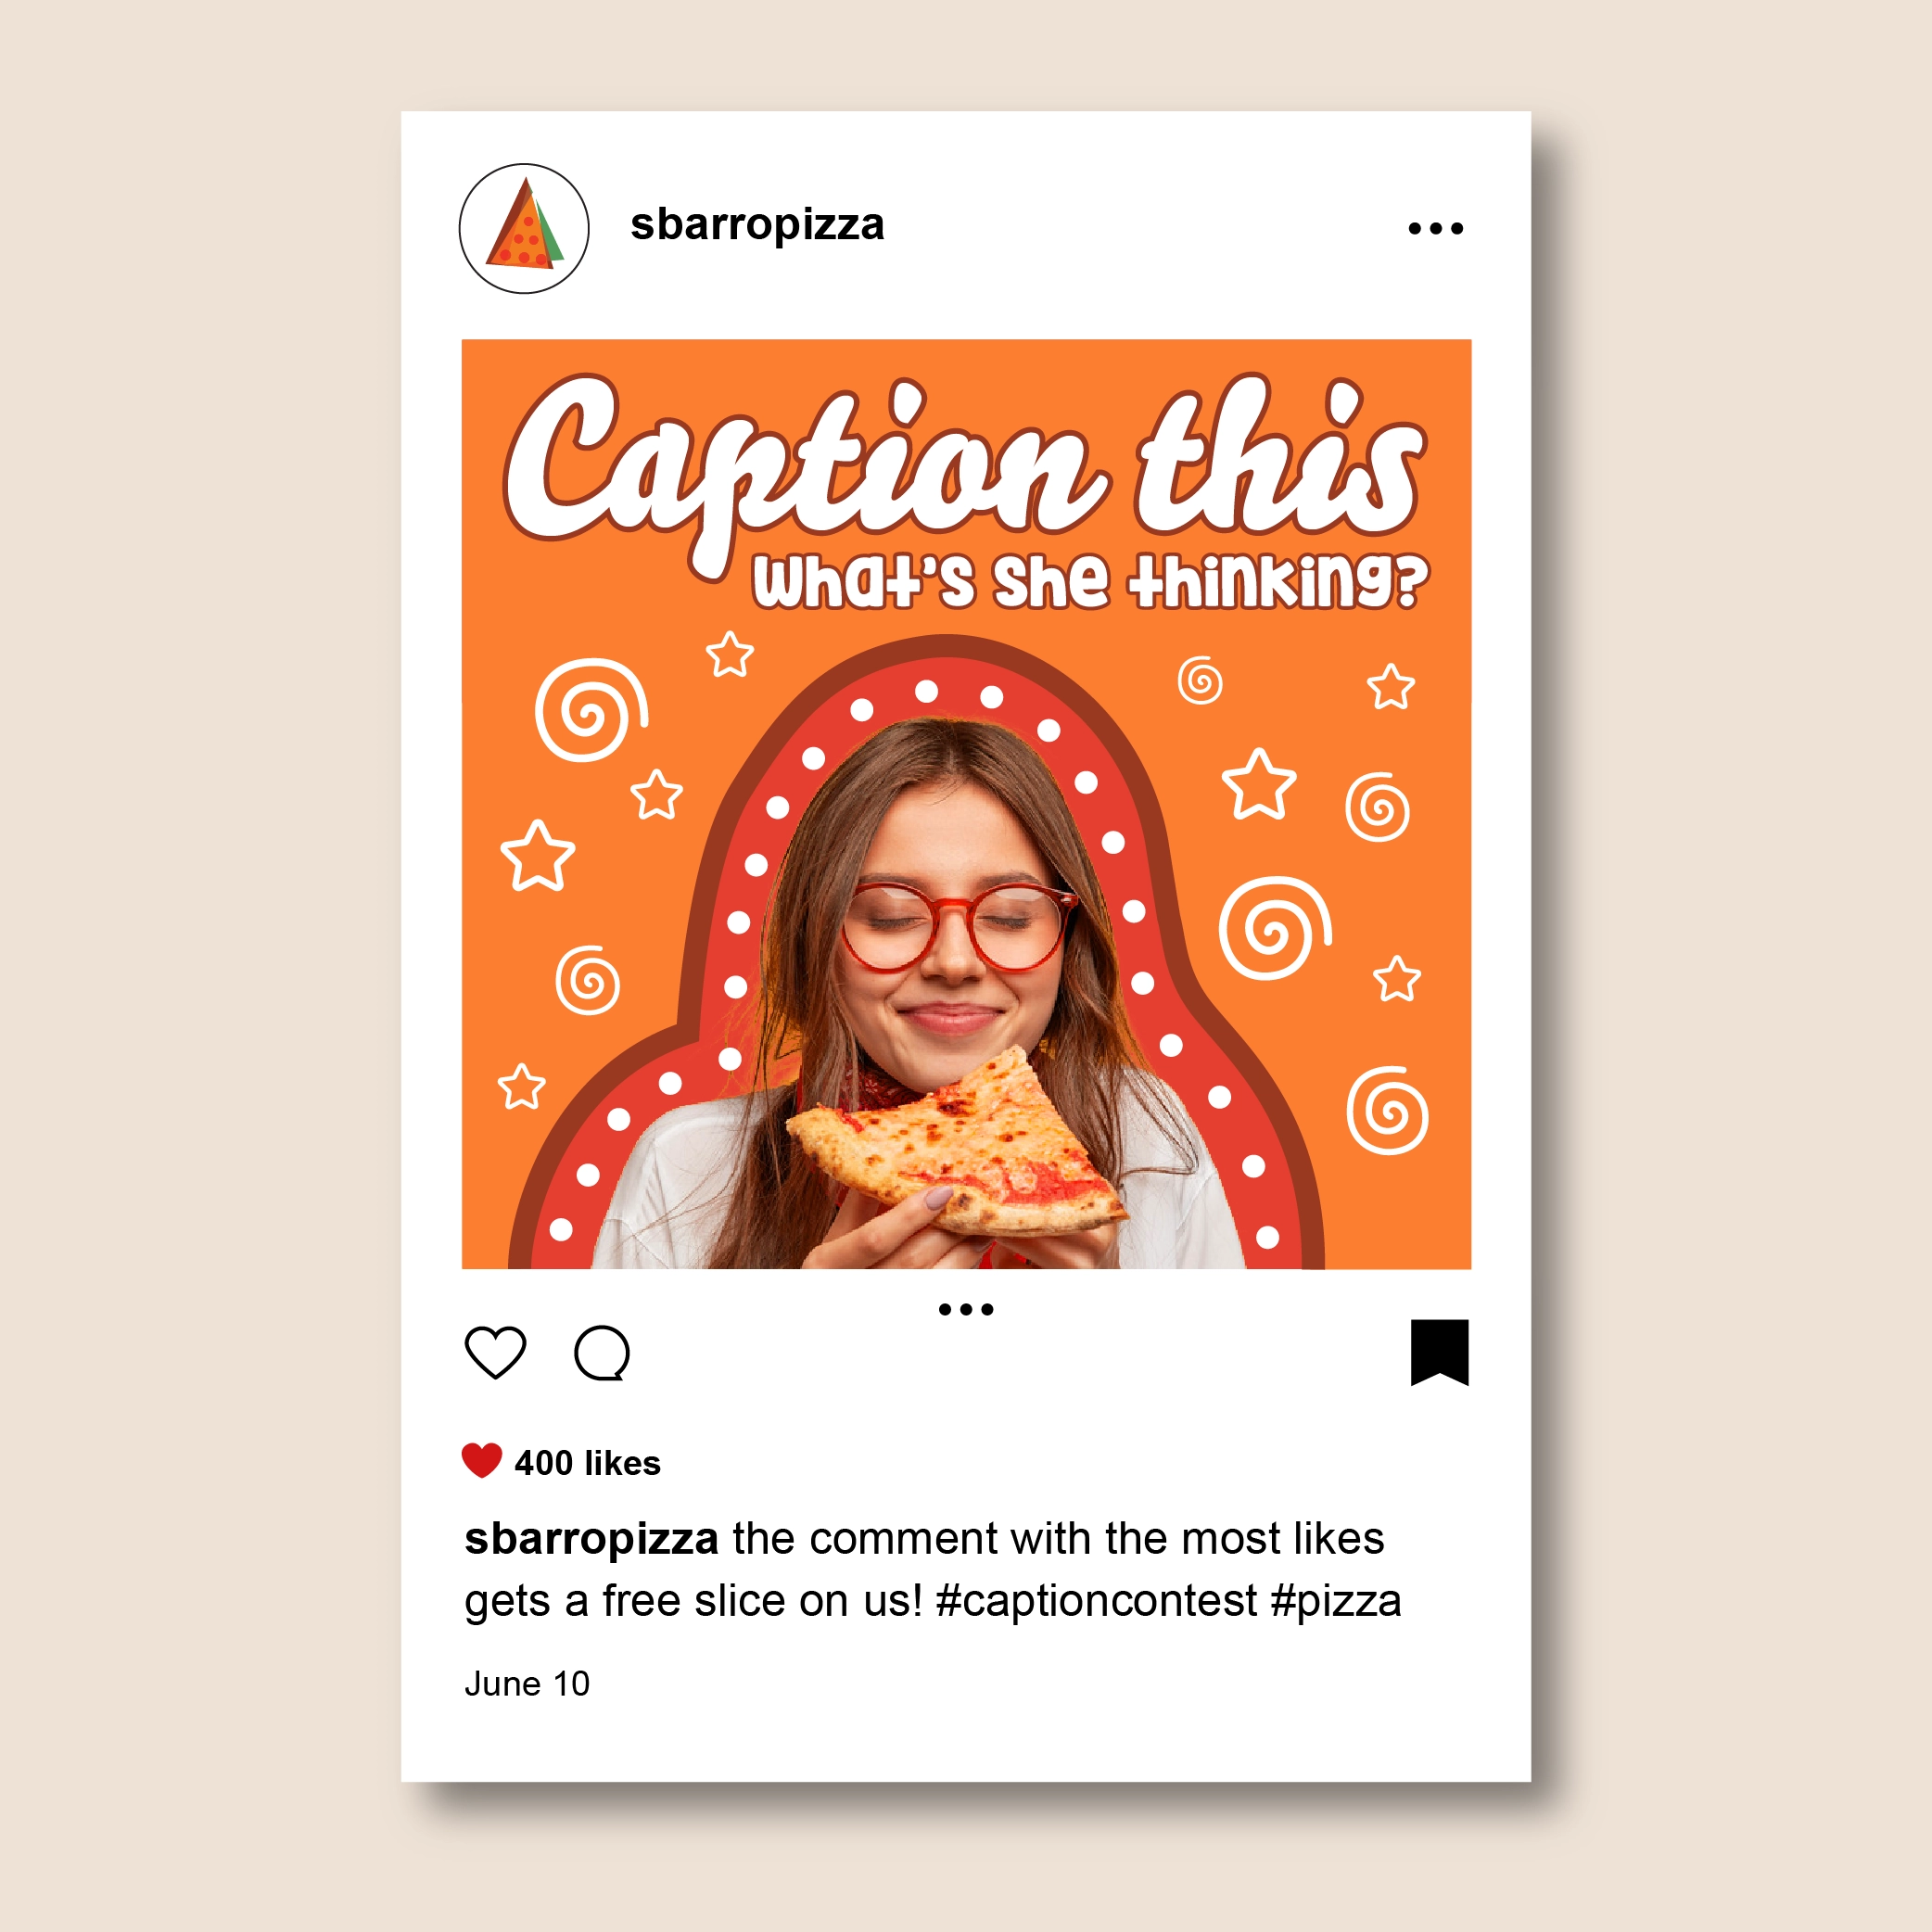 sbarropizza
Caption this
what's she thinking?
400 likes
sbarropizza the comment with the most likes
gets a free slice on us! #captioncontest #pizza
June 10